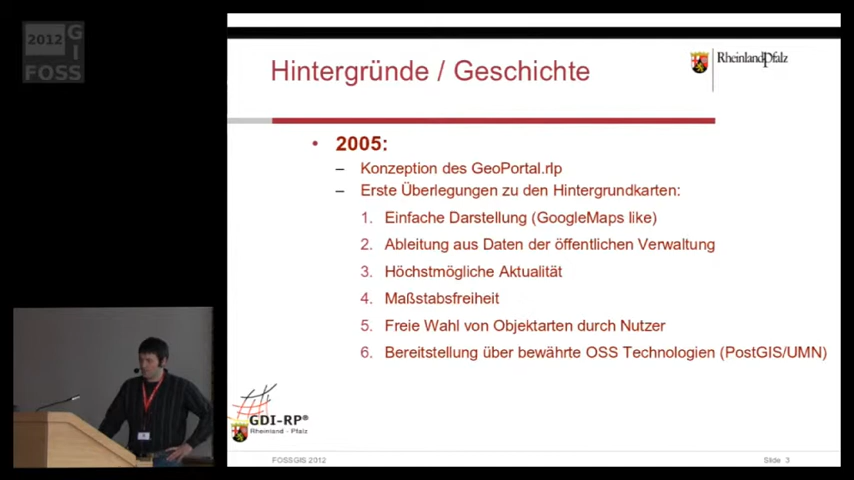 2012
GIS
FOSS
Hintergründe / Geschichte
RheinlandPfalz
• 2005:
– Konzeption des GeoPortal.rlp
– Erste Überlegungen zu den Hintergrundkarten:
1. Einfache Darstellung (GoogleMaps like)
2. Ableitung aus Daten der öffentlichen Verwaltung
3. Höchstmögliche Aktualität
4. Maßstabsfreiheit
5. Freie Wahl von Objektarten durch Nutzer
6. Bereitstellung über bewährte OSS Technologien (PostGIS/UMN)
GDI-RP®
Rheinland - Pfalz
FOSSGIS 2012
Slide 3